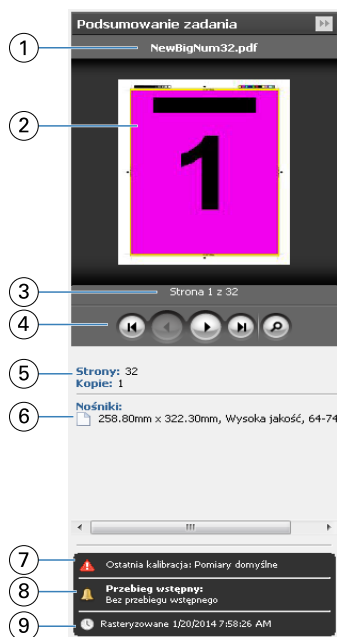 Podsumowanie zadania
1
NewBigNum32.pdf
2
1
3
Strona 1 z 32
4
5
Strony: 32
Kopie: 1
6
Nośniki:
258.80mm x 322.30mm, Wysoka jakość, 64-74
7
Ostatnia kalibracja: Pomiary domyślne
8
Przebieg wstępny:
Bez przebiegu wstępnego
9
Rasteryzowane 1/20/2014 7:58:26 AM